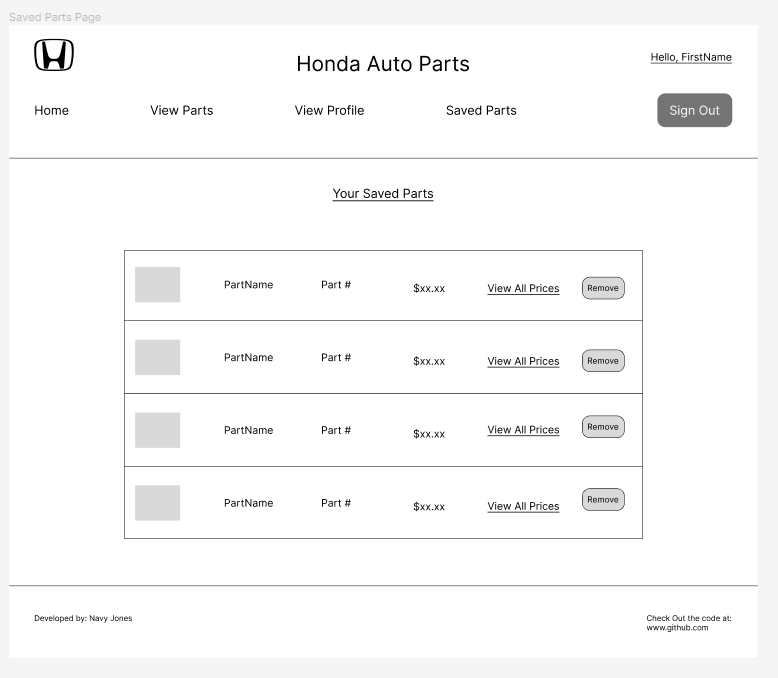 Saved Parts Page
Honda Auto Parts
Hello, FirstName
Home View Parts View Profile Saved Parts Sign Out
Your Saved Parts
PartName Part # $xx.xx View All Prices Remove
PartName Part # $xx.xx View All Prices Remove
PartName Part # $xx.xx View All Prices Remove
PartName Part # $xx.xx View All Prices Remove
Developed by: Navy Jones
Check Out the code at:
www.github.com